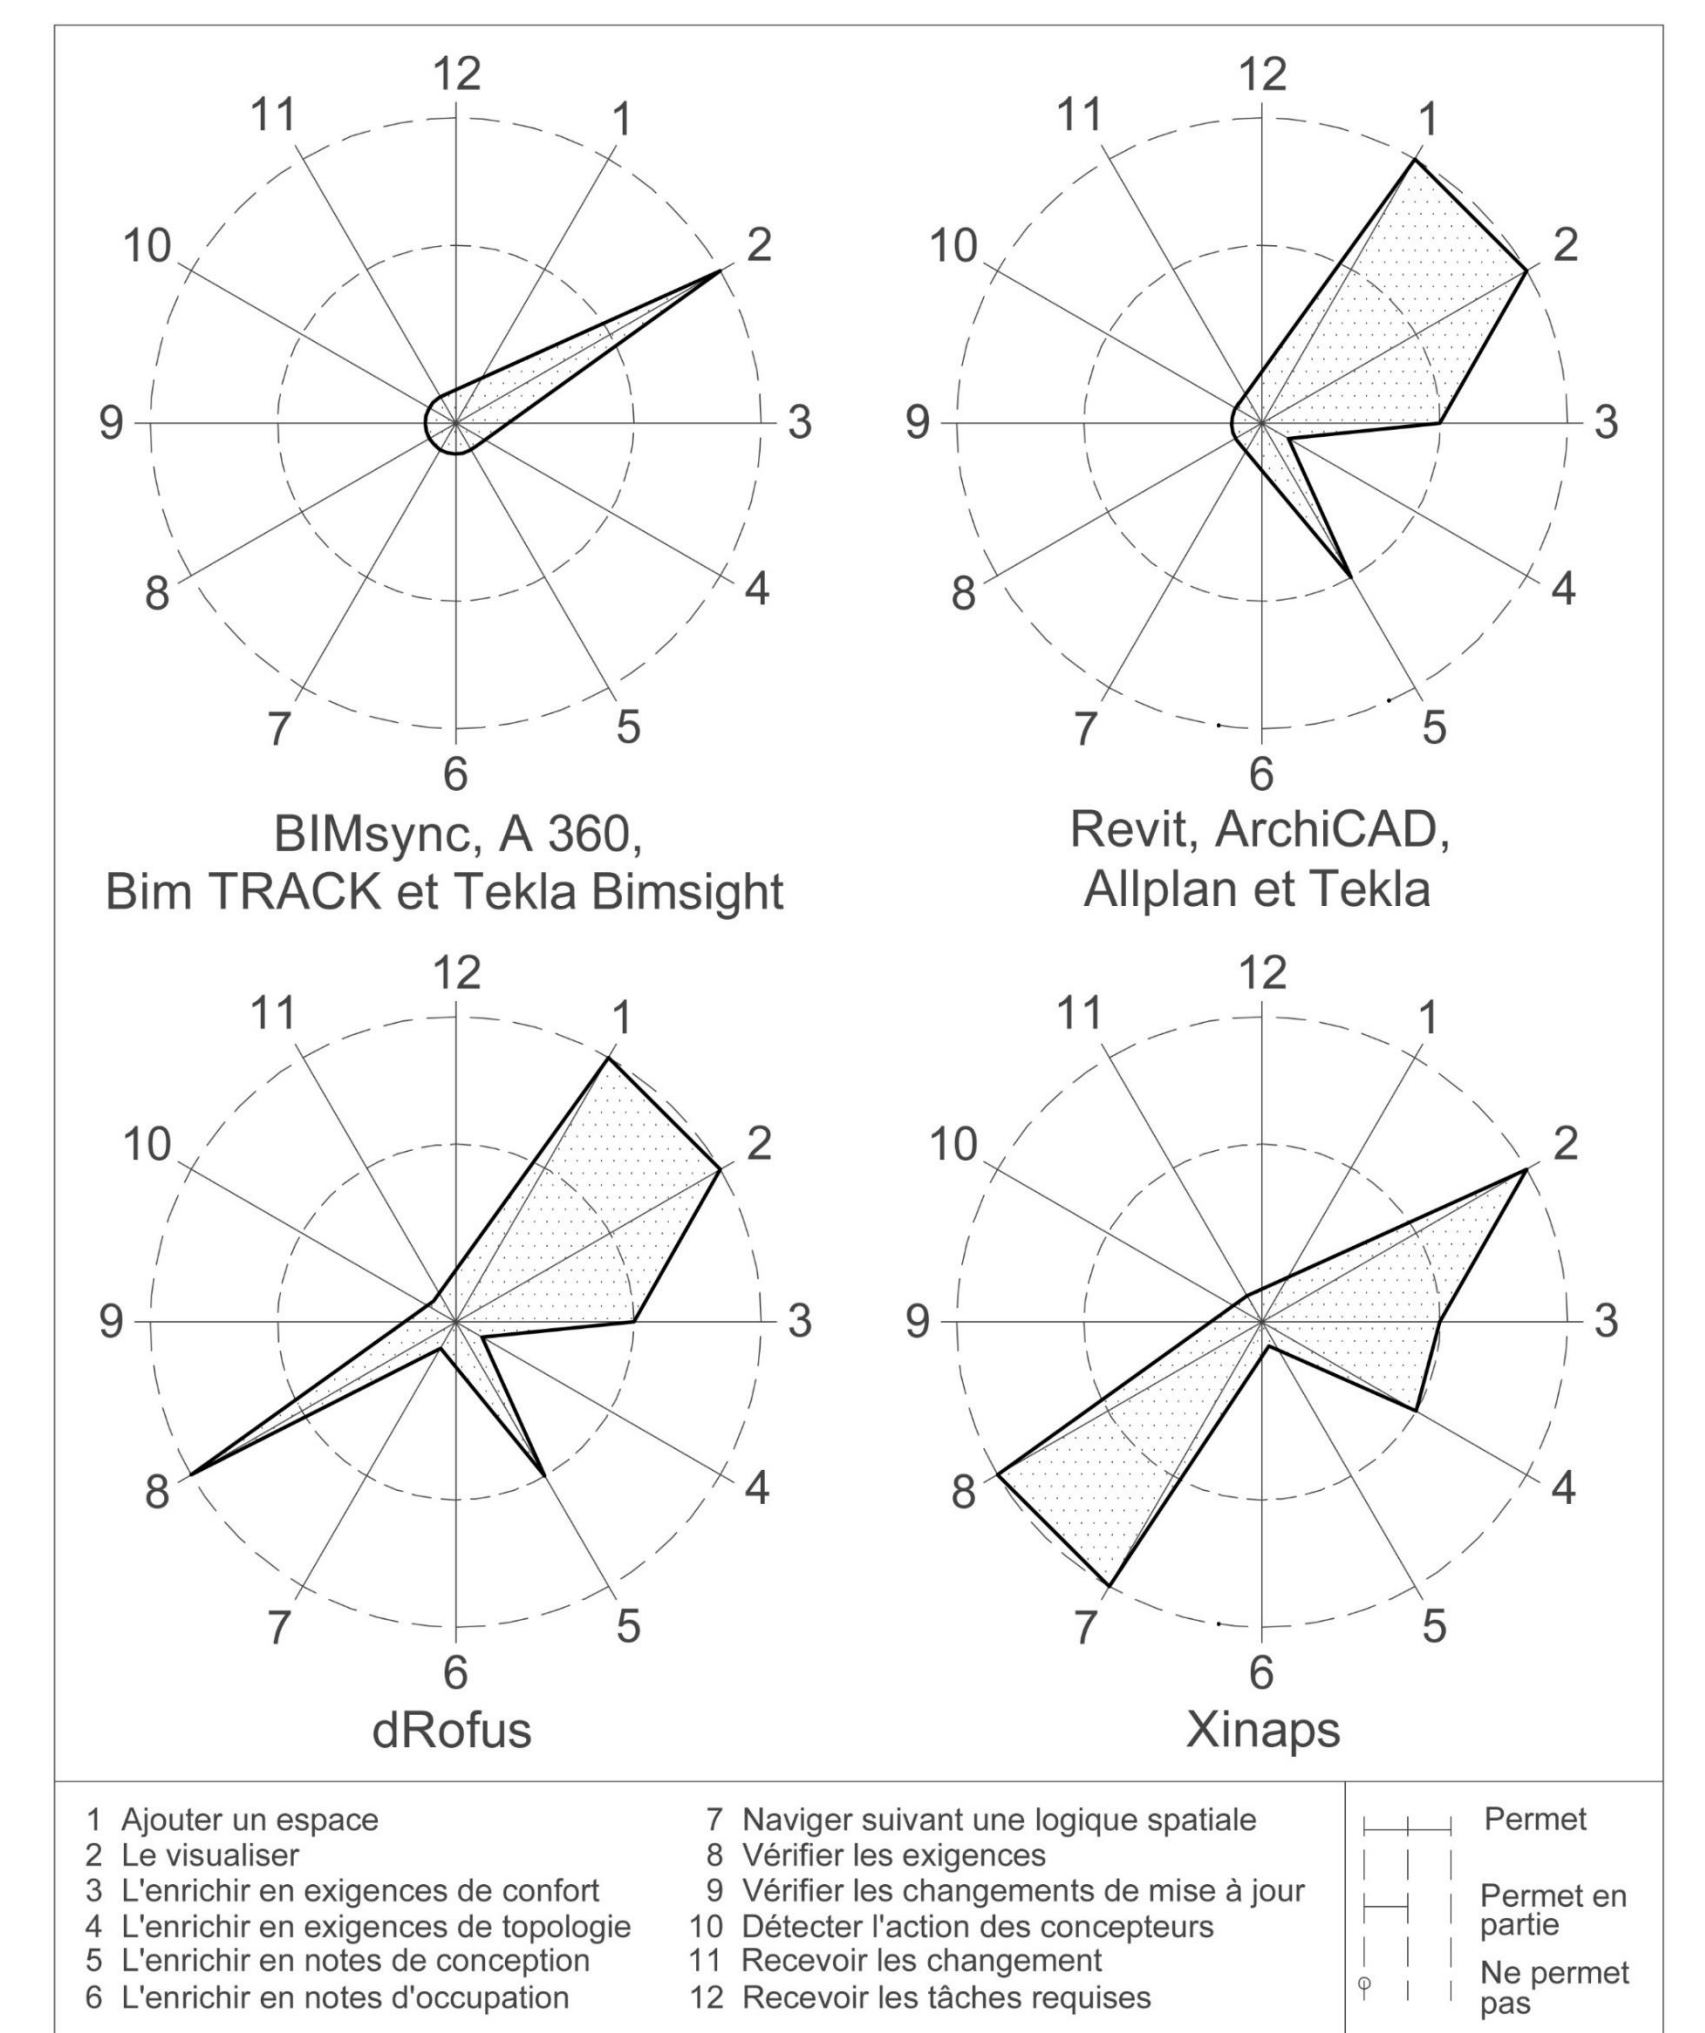 12
11
1
10
2
9
3
8
4
7
5
6
BIMsync, A 360,
Bim TRACK et Tekla Bimsight
12
11
1
10
2
9
3
8
4
7
5
6
Revit, ArchiCAD,
Allplan et Tekla
12
11
1
10
2
9
3
8
4
7
5
6
dRofus
12
11
1
10
2
9
3
8
4
7
5
6
Xinaps
1 Ajouter un espace
2 Le visualiser
3 L'enrichir en exigences de confort
4 L'enrichir en exigences de topologie
5 L'enrichir en notes de conception
6 L'enrichir en notes d'occupation
7 Naviger suivant une logique spatiale
8 Vérifier les exigences
9 Vérifier les changements de mise à jour
10 Détecter l'action des concepteurs
11 Recevoir les changement
12 Recevoir les tâches requises
Permet
Permet en
partie
Ne permet
pas